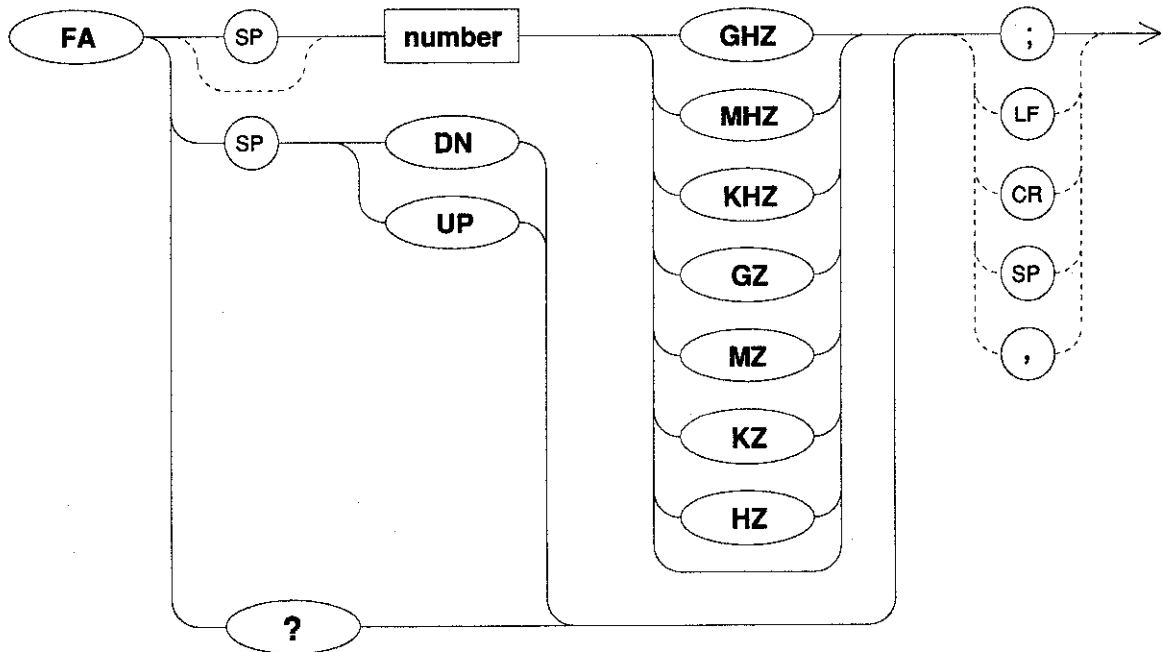 FA SP number GHZ ;
MHZ LF
SP DN
KHZ CR
UP
GZ SP
MZ ,
KZ
HZ
?